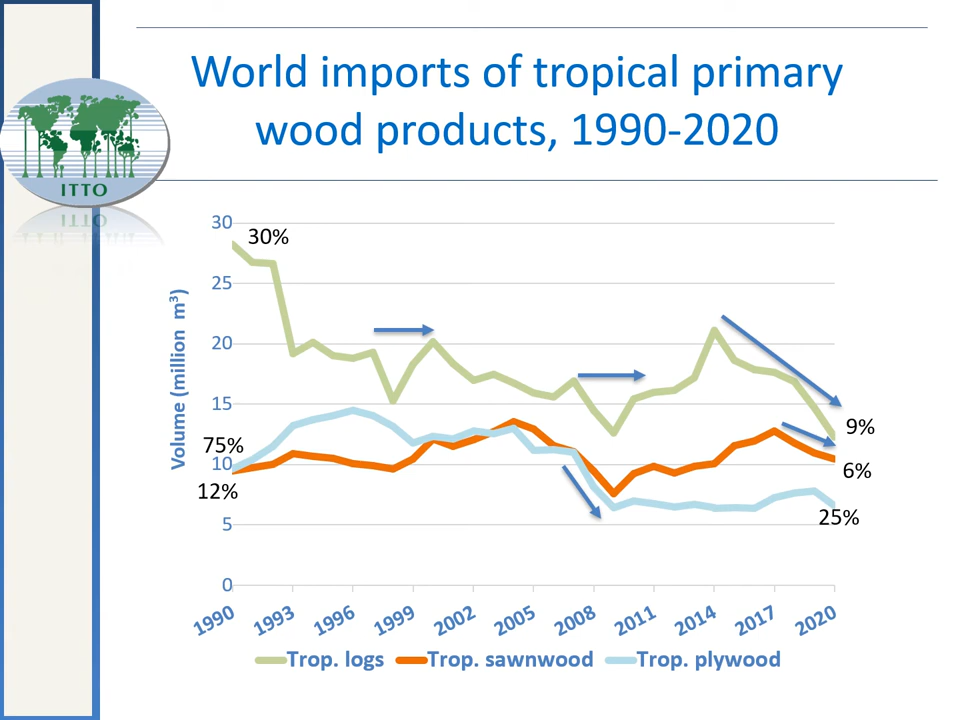 World imports of tropical primary
wood products, 1990-2020
ITTO
Volume (million m³)
30
25
20
15
10
5
0
30%
75%
12%
9%
6%
25%
1990 1993 1996 1999 2002 2005 2008 2011 2014 2017 2020
Trop. logs Trop. sawnwood Trop. plywood